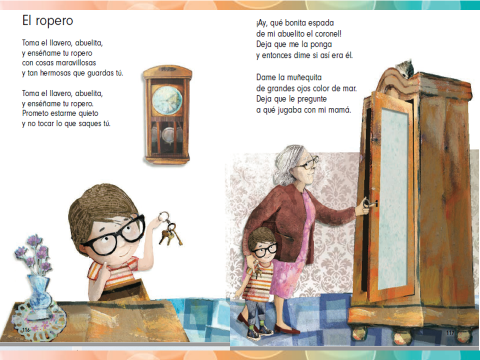 El ropero
Toma el llavero, abuelita,
y enséñame tu ropero
con cosas maravillosas
y tan hermosas que guardas tú.
Toma el llavero, abuelita,
y enséñame tu ropero.
Prometo estarme quieto
y no tocar lo que saques tú.
¡Ay, qué bonita espada
de mi abuelito el coronel!
Deja que me la ponga
y entonces dime si así era él.
Dame la muñequita
de grandes ojos color de mar.
Deja que le pregunte
a qué jugaba con mi mamá.